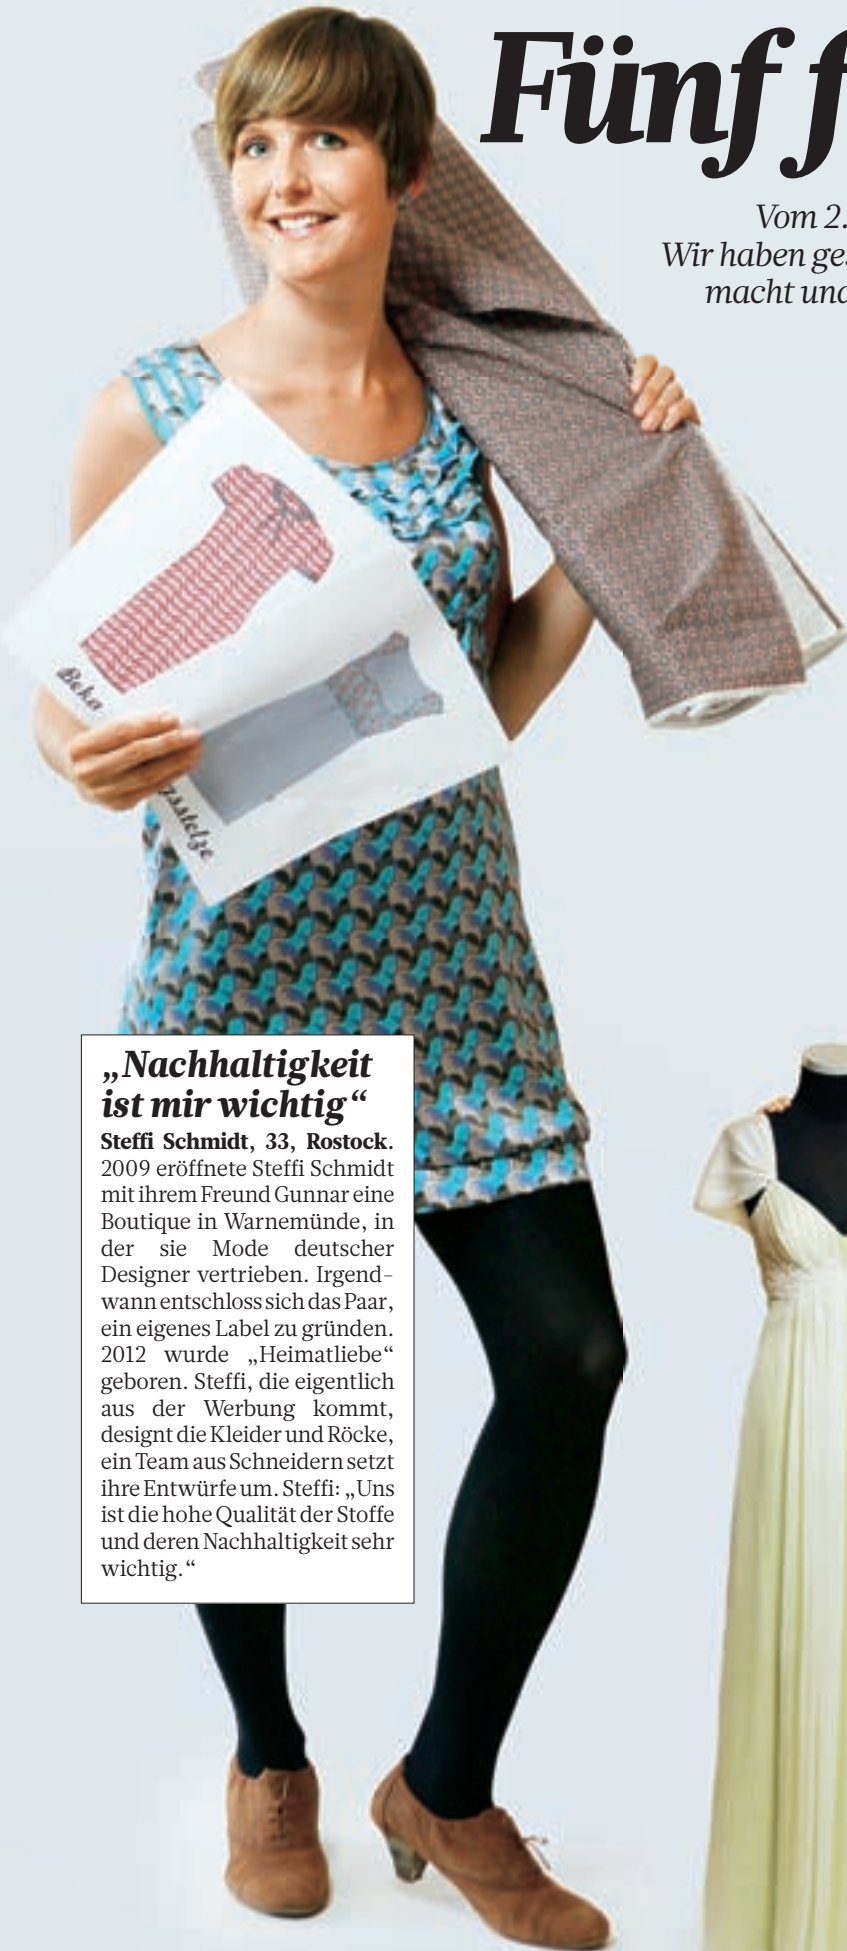 Fünf f
Vom 2.
Wir haben ges
macht und
Beka
gsstelze
„Nachhaltigkeit
ist mir wichtig“
Steffi Schmidt, 33, Rostock.
2009 eröffnete Steffi Schmidt
mit ihrem Freund Gunnar eine
Boutique in Warnemünde, in
der sie Mode deutscher
Designer vertrieben. Irgend-
wann entschloss sich das Paar,
ein eigenes Label zu gründen.
2012 wurde „Heimatliebe“
geboren. Steffi, die eigentlich
aus der Werbung kommt,
designt die Kleider und Röcke,
ein Team aus Schneidern setzt
ihre Entwürfe um. Steffi: „Uns
ist die hohe Qualität der Stoffe
und deren Nachhaltigkeit sehr
wichtig.“